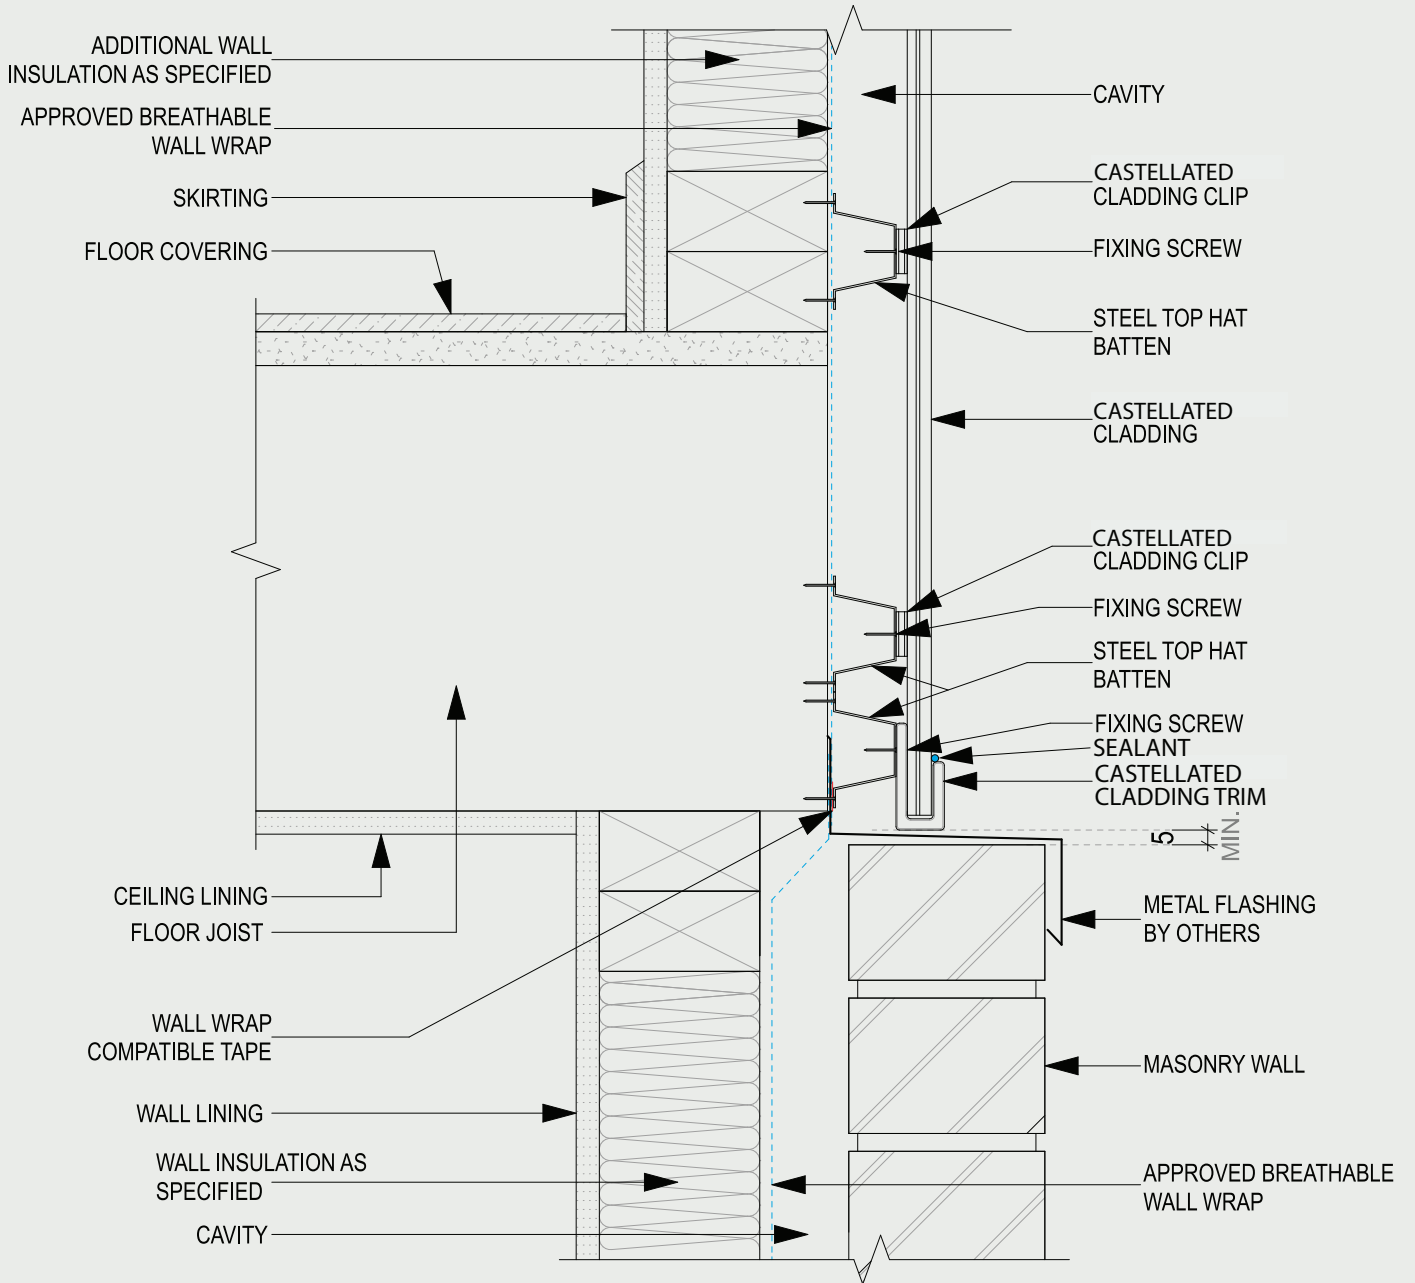 ADDITIONAL WALL
INSULATION AS SPECIFIED
APPROVED BREATHABLE
WALL WRAP
SKIRTING
FLOOR COVERING
CEILING LINING
FLOOR JOIST
WALL WRAP
COMPATIBLE TAPE
WALL LINING
WALL INSULATION AS
SPECIFIED
CAVITY
CAVITY
CASTELLATED
CLADDING CLIP
FIXING SCREW
STEEL TOP HAT
BATTEN
CASTELLATED
CLADDING
CASTELLATED
CLADDING CLIP
FIXING SCREW
STEEL TOP HAT
BATTEN
FIXING SCREW
SEALANT
CASTELLATED
CLADDING TRIM
5
MIN.
METAL FLASHING
BY OTHERS
MASONRY WALL
APPROVED BREATHABLE
WALL WRAP